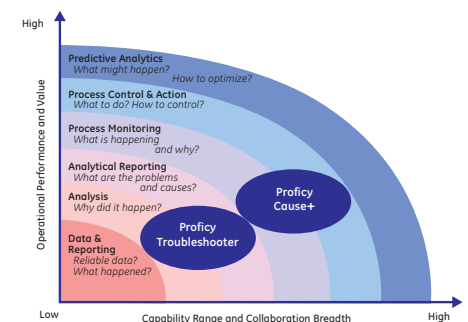 High
Predictive Analytics
What might happen?
How to optimize?
Process Control & Action
What to do? How to control?
Process Monitoring
What is happening
and why?
Analytical Reporting
What are the problems
and causes?
Analysis
Why did it happen?
Data &
Reporting
Reliable data?
What happened?
Proficy
Cause+
Proficy
Troubleshooter
Operational Performance and Value
Low
Capability Range and Collaboration Breadth
High